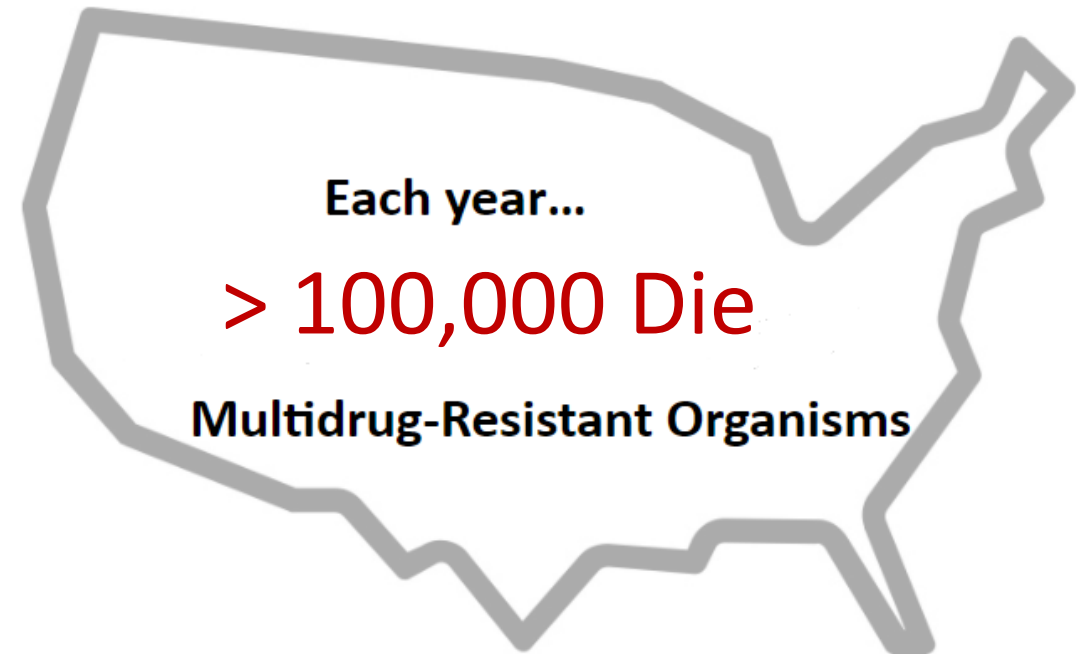 Each year...
> 100,000 Die
Multidrug-Resistant Organisms